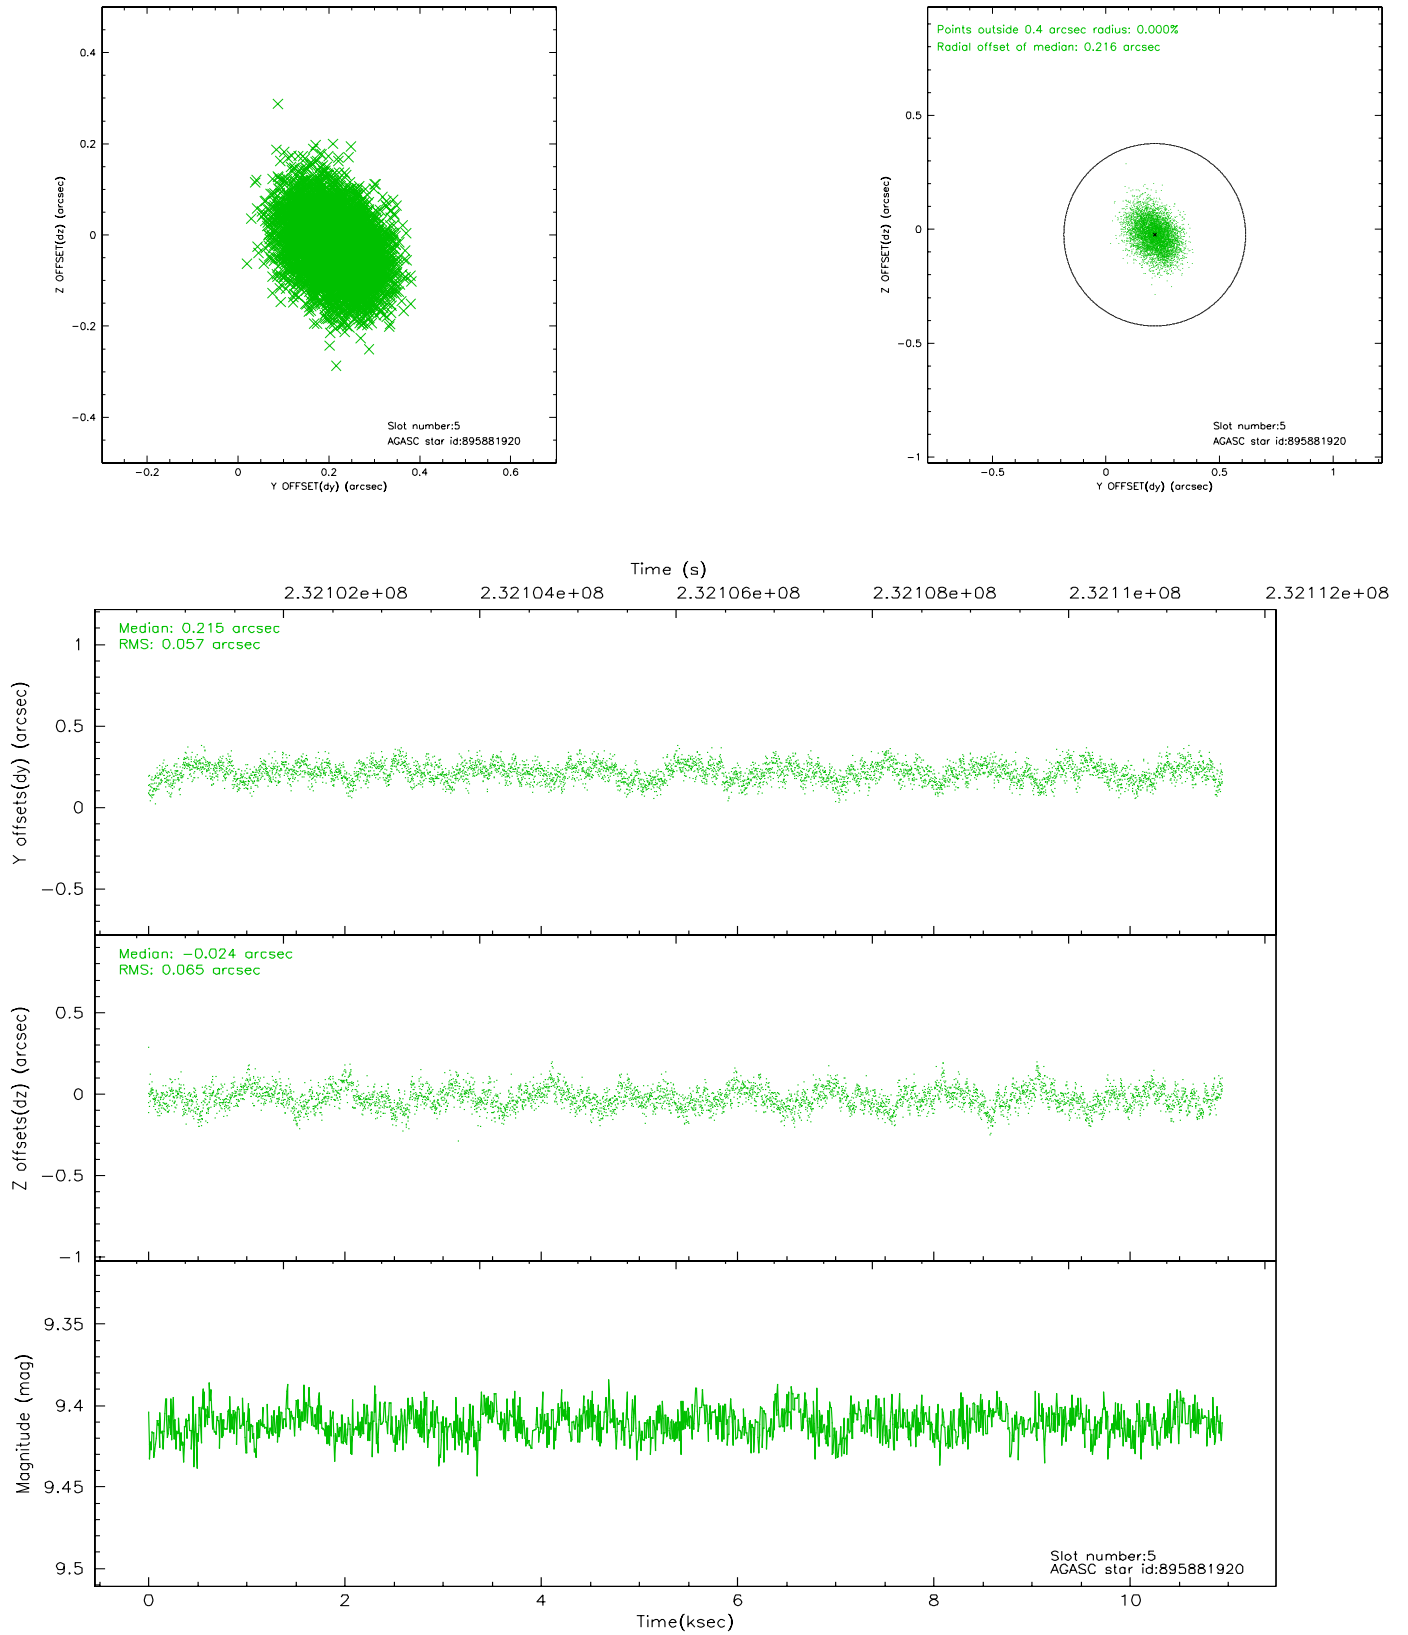 0.4
0.2
0
−0.2
−0.4
Z OFFSET(dz) (arcsec)
Slot number:5
AGASC star id:895881920
−0.2 0 0.2 0.4 0.6
Y OFFSET(dy) (arcsec)
Points outside 0.4 arcsec radius: 0.000%
Radial offset of median: 0.216 arcsec
0.5
0
−0.5
−1
Z OFFSET(dz) (arcsec)
Slot number:5
AGASC star id:895881920
−0.5 0 0.5 1
Y OFFSET(dy) (arcsec)
Time (s)
2.32102e+08 2.32104e+08 2.32106e+08 2.32108e+08 2.3211e+08 2.32112e+08
Median: 0.215 arcsec
RMS: 0.057 arcsec
1
0.5
0
−0.5
Y offsets(dy) (arcsec)
Median: −0.024 arcsec
RMS: 0.065 arcsec
0.5
0
−0.5
−1
Z offsets(dz) (arcsec)
9.35
9.4
9.45
9.5
Magnitude (mag)
Slot number:5
AGASC star id:895881920
0 2 4 6 8 10
Time(ksec)